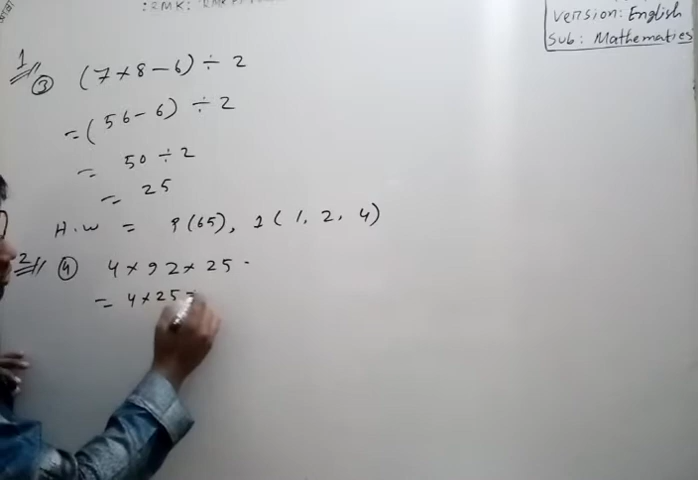 Version: English
Sub: Mathematics
1 ③ (7×8-6) ÷ 2
= (56-6) ÷ 2
= 50 ÷ 2
= 25
H.W = 9(65), 1(1, 2, 4)
2 ④ 4×92×25
= 4×25